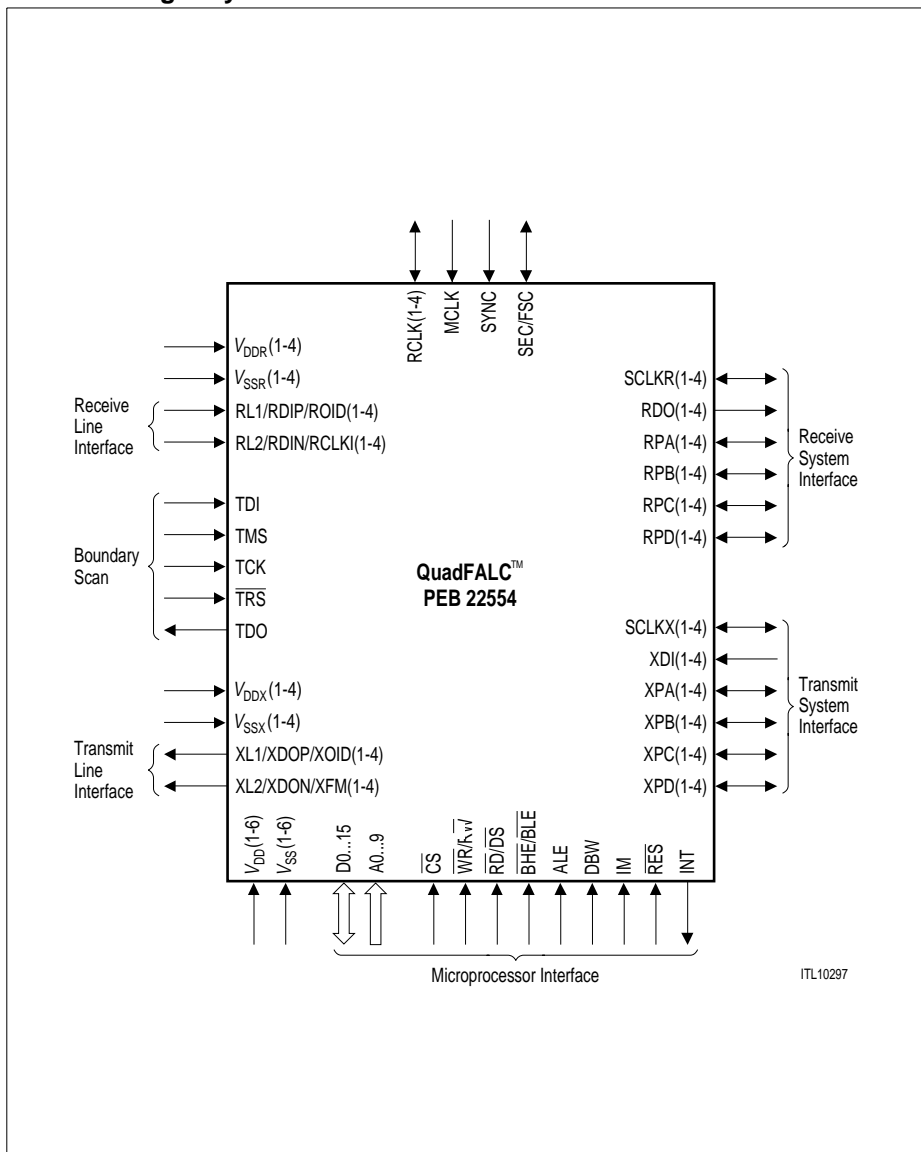 RCLK(1-4)
MCLK
SYNC
SEC/FSC
VDDR(1-4)
VSSR(1-4)
Receive
Line
Interface
RL1/RDIP/ROID(1-4)
RL2/RDIN/RCLKI(1-4)
Boundary
Scan
TDI
TMS
TCK
TRS
TDO
VDDX(1-4)
VSSX(1-4)
Transmit
Line
Interface
XL1/XDOP/XOID(1-4)
XL2/XDON/XFM(1-4)
QuadFALC™
PEB 22554
SCLKR(1-4)
RDO(1-4)
RPA(1-4)
RPB(1-4)
RPC(1-4)
RPD(1-4)
Receive
System
Interface
SCLKX(1-4)
XDI(1-4)
XPA(1-4)
XPB(1-4)
XPC(1-4)
XPD(1-4)
Transmit
System
Interface
VDD(1-6)
VSS(1-6)
D0...15
A0...9
CS
WR/RW
RD/DS
BHE/BLE
ALE
DBW
IM
RES
INT
Microprocessor Interface
ITL10297